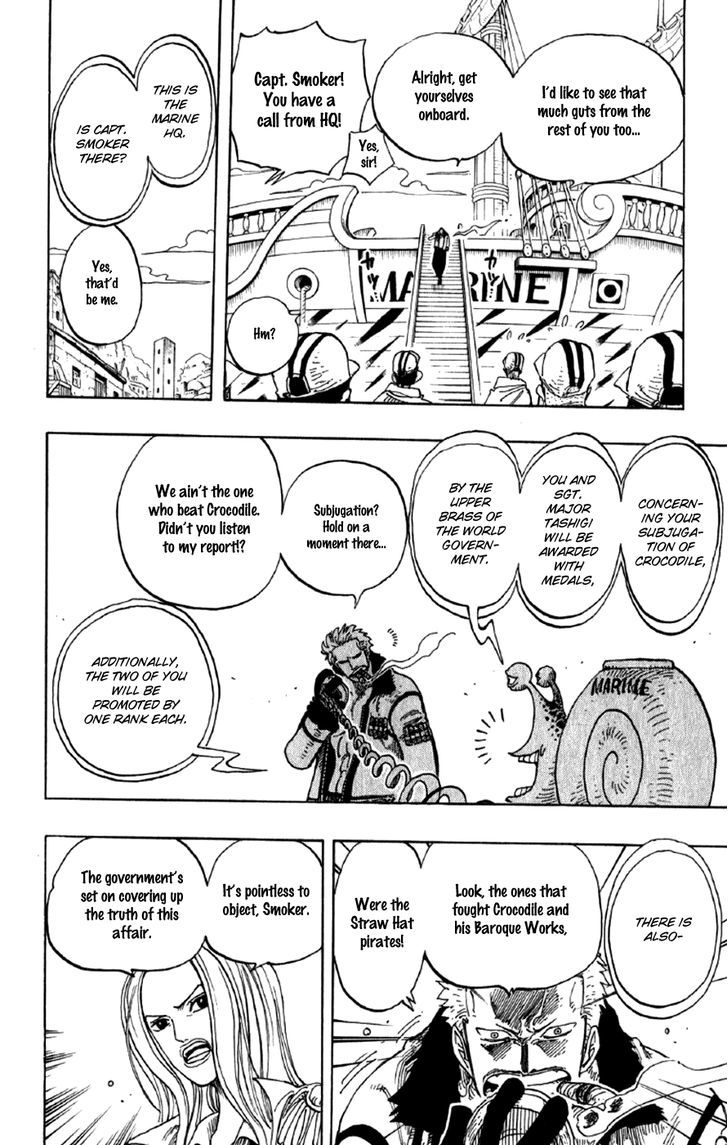 I'd like to see that
much guts from the
rest of you too...
Alright, get
yourselves
onboard.
Yes,
sir!
Capt. Smoker!
You have a
call from HQ!
MARINE
Hm?
THIS IS
THE
MARINE
HQ.
IS CAPT.
SMOKER
THERE?
Yes,
that'd
be me.
CONCERN-
ING YOUR
SUBJUGA-
TION OF
CROCODILE,
YOU AND
SGT.
MAJOR
TASHIGI
WILL BE
AWARDED
WITH
MEDALS,
BY THE
UPPER
BRASS OF
THE WORLD
GOVERN-
MENT.
Subjugation?
Hold on a
moment there...
We ain't the one
who beat Crocodile.
Didn't you listen
to my report!?
MARINE
ADDITIONALLY,
THE TWO OF YOU
WILL BE
PROMOTED BY
ONE RANK EACH.
THERE IS
ALSO-
Look, the ones that
fought Crocodile and
his Baroque Works,
Were the
Straw Hat
pirates!
It's pointless to
object, Smoker.
The government's
set on covering up
the truth of this
affair.